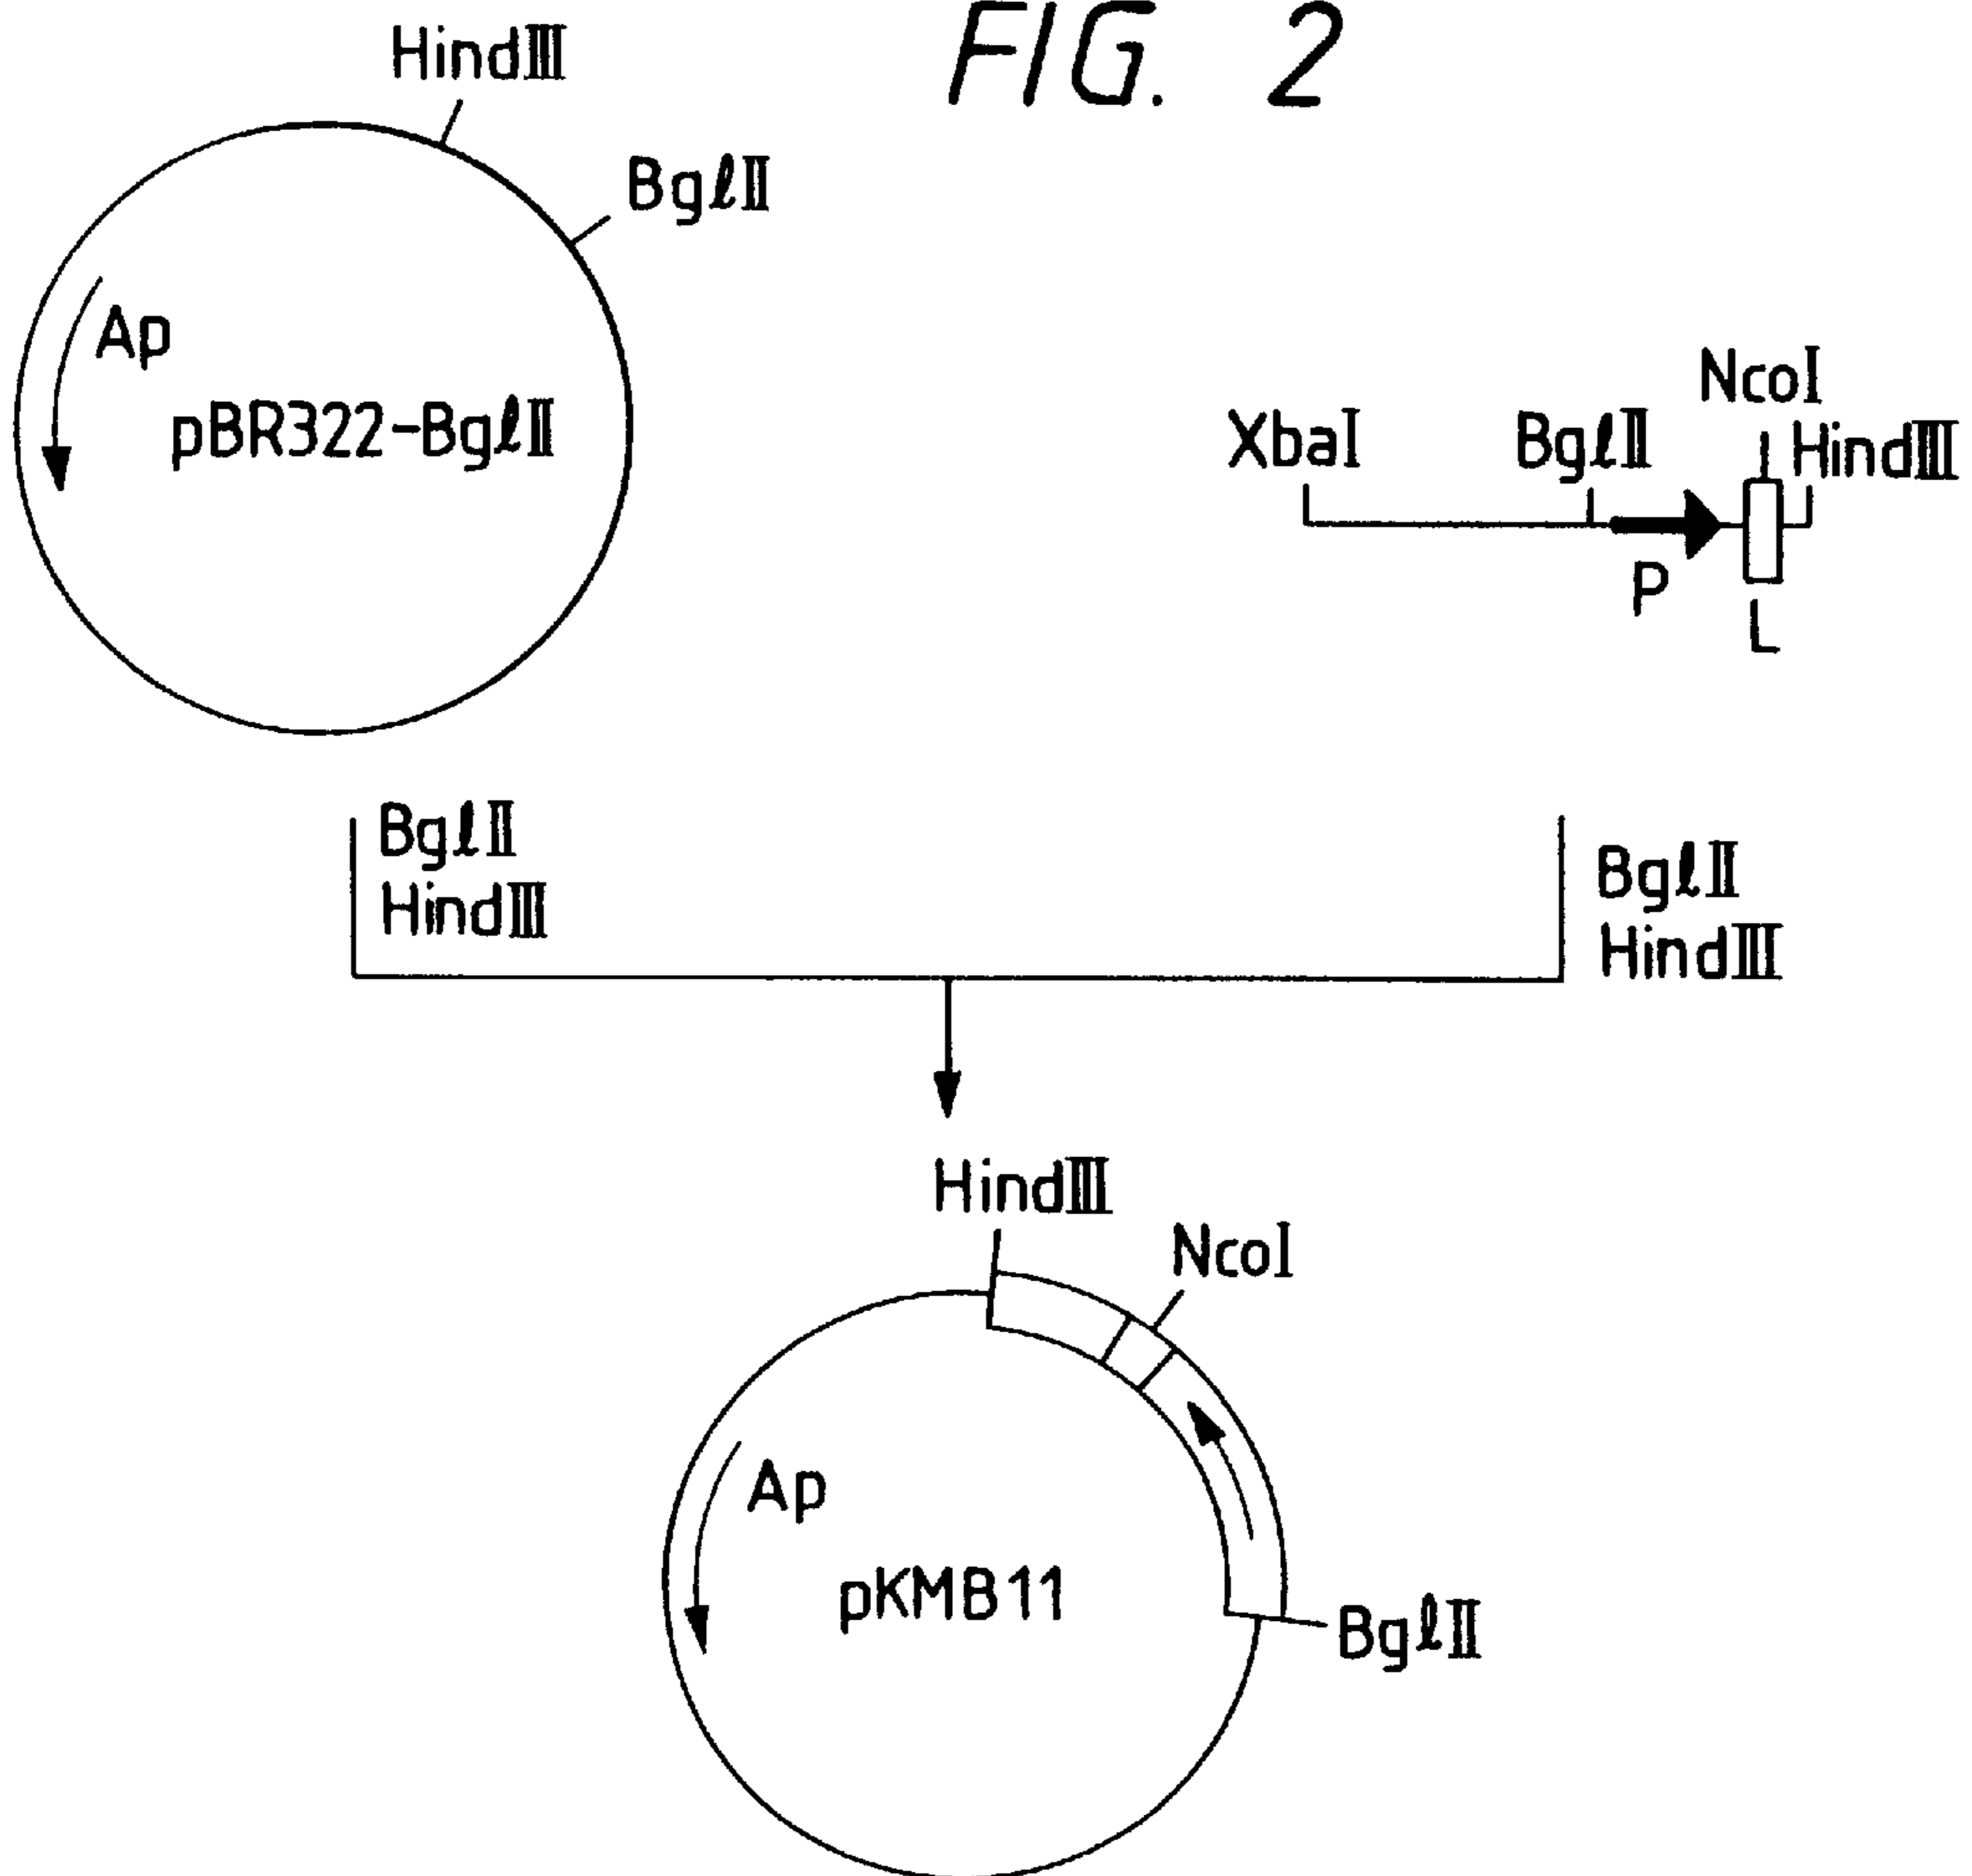 FIG. 2
HindⅢ
BglⅡ
Ap
pBR322-BglⅡ
NcoⅠ
XbaⅠ
BglⅡ
HindⅢ
P
L
BglⅡ
HindⅢ
BglⅡ
HindⅢ
HindⅢ
NcoⅠ
Ap
pKMB11
BglⅡ